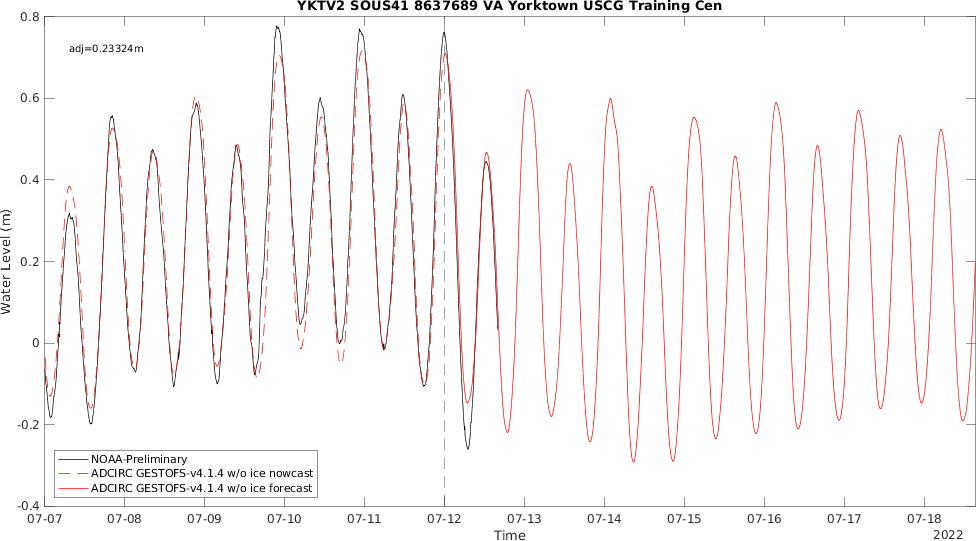 YKTV2 SOUS41 8637689 VA Yorktown USCG Training Cen
0.8
adj=0.23324m
0.6
0.4
0.2
0
-0.2
-0.4
Water Level (m)
NOAA-Preliminary
ADCIRC GESTOFS-v4.1.4 w/o ice nowcast
ADCIRC GESTOFS-v4.1.4 w/o ice forecast
07-07 07-08 07-09 07-10 07-11 07-12 07-13 07-14 07-15 07-16 07-17 07-18
Time
2022